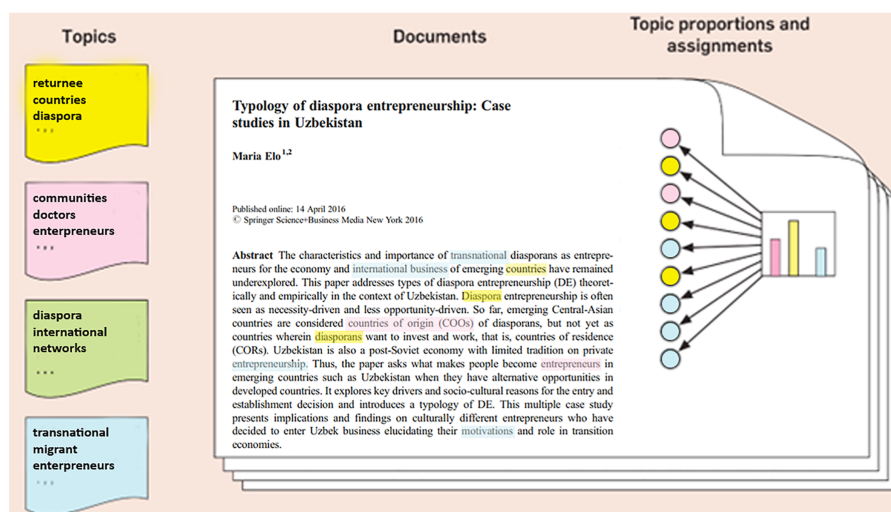 Topics
Documents
Topic proportions and
assignments
returnee
countries
diaspora
...
communities
doctors
enterpreneurs
...
diaspora
international
networks
...
transnational
migrant
enterpreneurs
...
Typology of diaspora entrepreneurship: Case
studies in Uzbekistan
Maria Elo1,2
Published online: 14 April 2016
© Springer Science+Business Media New York 2016
Abstract The characteristics and importance of transnational diasporans as entrepre-
neurs for the economy and international business of emerging countries have remained
underexplored. This paper addresses types of diaspora entrepreneurship (DE) theoret-
ically and empirically in the context of Uzbekistan. Diaspora entrepreneurship is often
seen as necessity-driven and less opportunity-driven. So far, emerging Central-Asian
countries are considered countries of origin (COOs) of diasporans, but not yet as
countries wherein diasporans want to invest and work, that is, countries of residence
(CORs). Uzbekistan is also a post-Soviet economy with limited tradition on private
entrepreneurship. Thus, the paper asks what makes people become entrepreneurs in
emerging countries such as Uzbekistan when they have alternative opportunities in
developed countries. It explores key drivers and socio-cultural reasons for the entry and
establishment decision and introduces a typology of DE. This multiple case study
presents implications and findings on culturally different entrepreneurs who have
decided to enter Uzbek business elucidating their motivations and role in transition
economies.